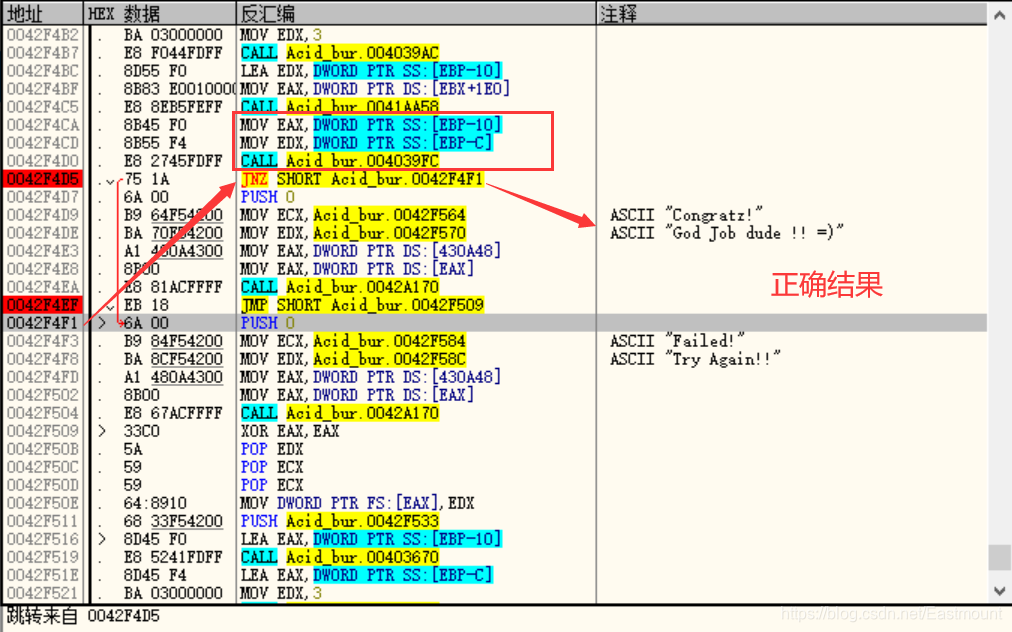 地址 HEX 数据 反汇编 注释
0042F4B2 . BA 03000000 MOV EDX,3
0042F4B7 . E8 F044FDFF CALL Acid_bur.004039AC
0042F4BC . 8D55 F0 LEA EDX,DWORD PTR SS:[EBP-10]
0042F4BF . 8B83 E0010000 MOV EAX,DWORD PTR DS:[EBX+1E0]
0042F4C5 . E8 8EB5FEFF CALL Acid_bur.0041AA58
0042F4CA . 8B45 F0 MOV EAX,DWORD PTR SS:[EBP-10]
0042F4CD . 8B55 F4 MOV EDX,DWORD PTR SS:[EBP-C]
0042F4D0 . E8 2745FDFF CALL Acid_bur.004039FC
0042F4D5 . 75 1A JNZ SHORT Acid_bur.0042F4F1
0042F4D7 . 6A 00 PUSH 0
0042F4D9 . B9 64F54200 MOV ECX,Acid_bur.0042F564 ASCII "Congratz!"
0042F4DE . BA 70F54200 MOV EDX,Acid_bur.0042F570 ASCII "God Job dude !! =)"
0042F4E3 . A1 480A4300 MOV EAX,DWORD PTR DS:[430A48]
0042F4E8 . 8B00 MOV EAX,DWORD PTR DS:[EAX]
0042F4EA . E8 81ACFFFF CALL Acid_bur.0042A170
正确结果
0042F4EF . EB 18 JMP SHORT Acid_bur.0042F509
0042F4F1 > 6A 00 PUSH 0
0042F4F3 . B9 84F54200 MOV ECX,Acid_bur.0042F584 ASCII "Failed!"
0042F4F8 . BA 8CF54200 MOV EDX,Acid_bur.0042F58C ASCII "Try Again!!"
0042F4FD . A1 480A4300 MOV EAX,DWORD PTR DS:[430A48]
0042F502 . 8B00 MOV EAX,DWORD PTR DS:[EAX]
0042F504 . E8 67ACFFFF CALL Acid_bur.0042A170
0042F509 > 33C0 XOR EAX,EAX
0042F50B . 5A POP EDX
0042F50C . 59 POP ECX
0042F50D . 59 POP ECX
0042F50E . 64:8910 MOV DWORD PTR FS:[EAX],EDX
0042F511 . 68 33F54200 PUSH Acid_bur.0042F533
0042F516 > 8D45 F0 LEA EAX,DWORD PTR SS:[EBP-10]
0042F519 . E8 5241FDFF CALL Acid_bur.00403670
0042F51E . 8D45 F4 LEA EAX,DWORD PTR SS:[EBP-C]
0042F521 . BA 03000000 MOV EDX,3
跳转来自 0042F4D5
https://blog.csdn.net/Eastmount